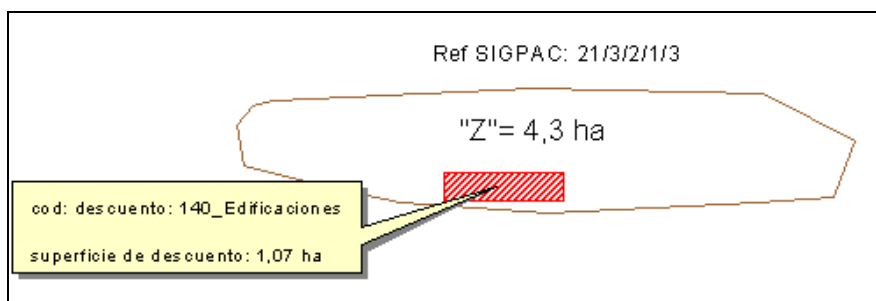 Ref SIGPAC: 21/3/2/1/3
"Z"= 4,3 ha
cod: descuento: 140_Edificaciones
superficie de descuento: 1,07 ha